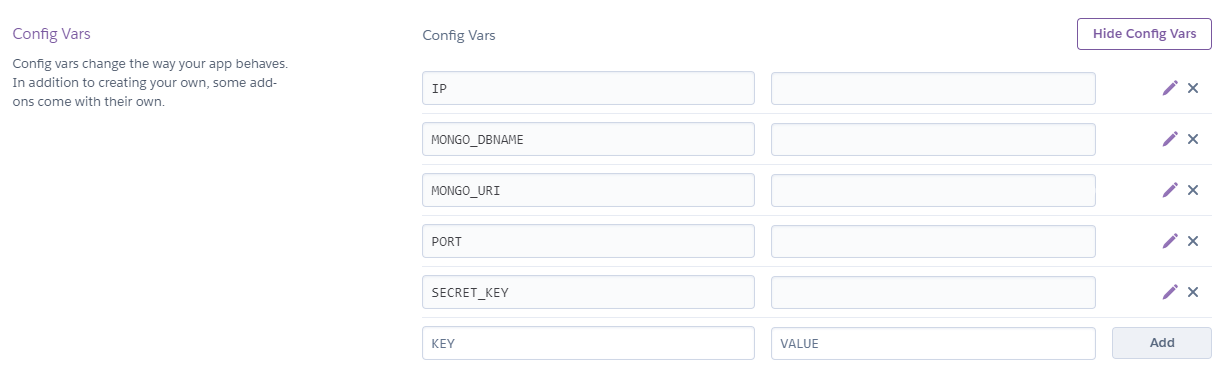 Config Vars
Config vars change the way your app behaves.
In addition to creating your own, some add-
ons come with their own.
Config Vars
Hide Config Vars
IP
MONGO_DBNAME
MONGO_URI
PORT
SECRET_KEY
KEY VALUE Add